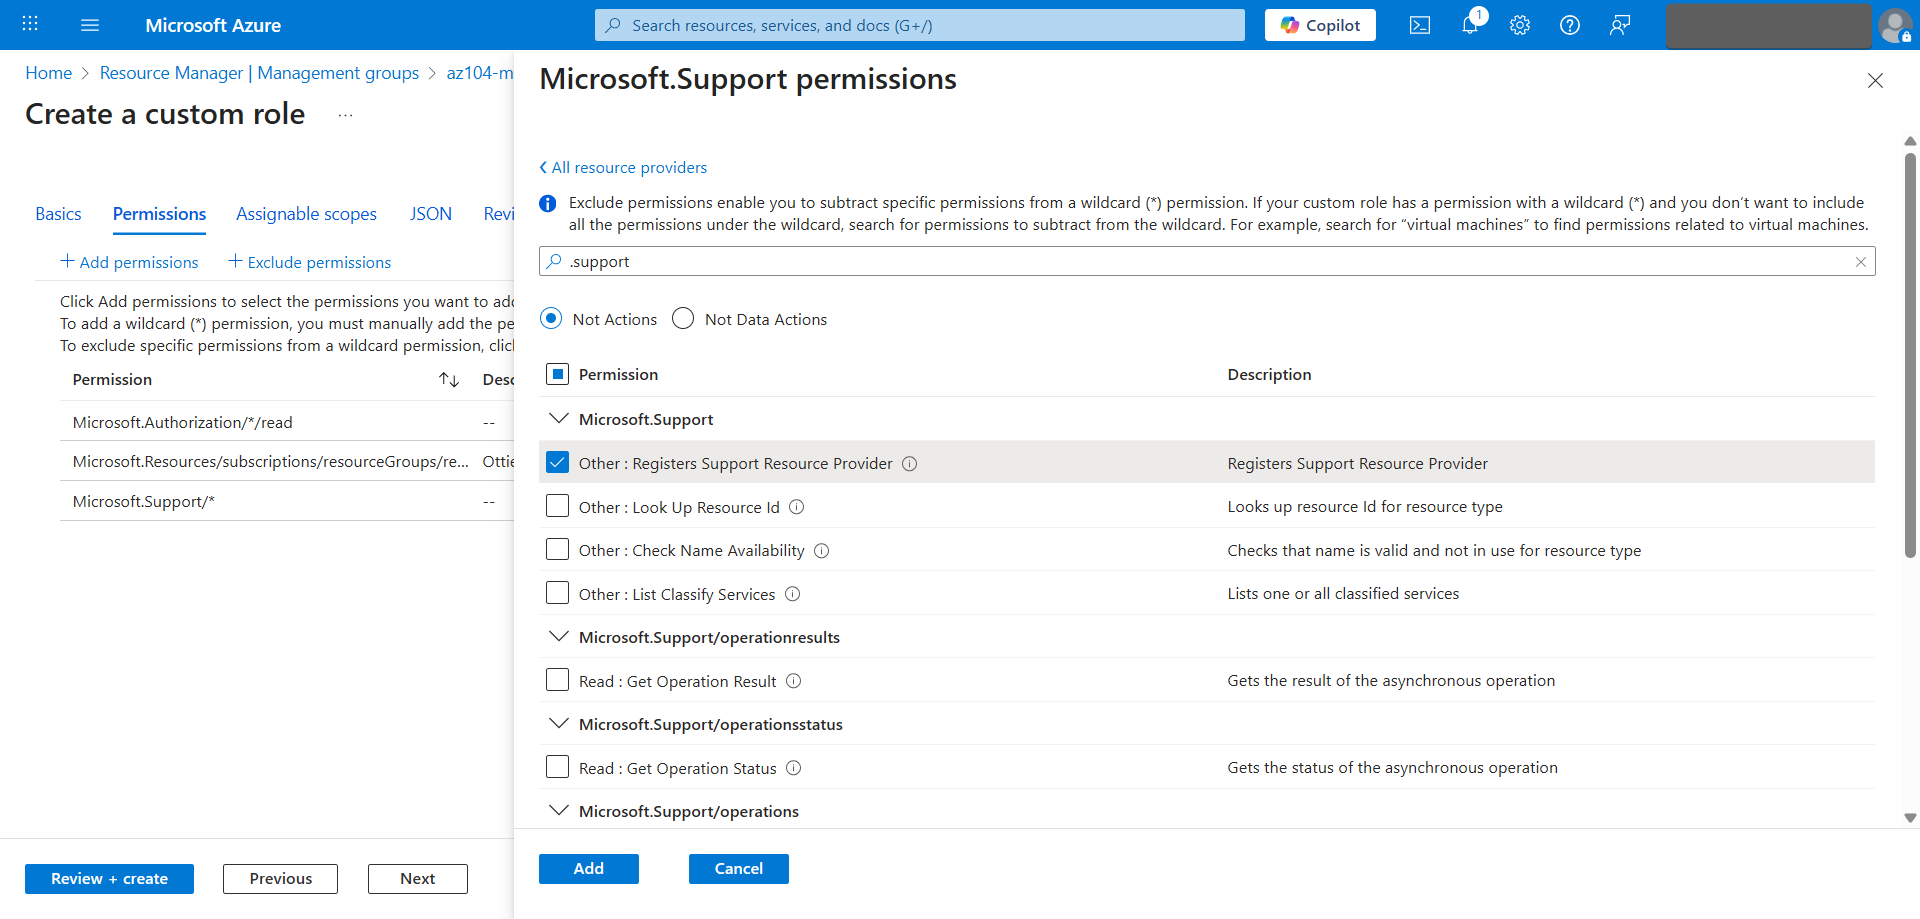 Microsoft Azure
Search resources, services, and docs (G+/)
Copilot
1
Home > Resource Manager | Management groups > az104-m
Create a custom role
...
Basics
Permissions
Assignable scopes
JSON
Revi
+ Add permissions
+ Exclude permissions
Click Add permissions to select the permissions you want to add
To add a wildcard (*) permission, you must manually add the pe
To exclude specific permissions from a wildcard permission, clic
Permission
Desc
Microsoft.Authorization/*/read
--
Microsoft.Resources/subscriptions/resourceGroups/re...
Ottie
Microsoft.Support/*
--
Review + create
Previous
Next
Microsoft.Support permissions
All resource providers
Exclude permissions enable you to subtract specific permissions from a wildcard (*) permission. If your custom role has a permission with a wildcard (*) and you don't want to include
all the permissions under the wildcard, search for permissions to subtract from the wildcard. For example, search for "virtual machines" to find permissions related to virtual machines.
.support
Not Actions
Not Data Actions
Permission
Description
Microsoft.Support
Other : Registers Support Resource Provider
Registers Support Resource Provider
Other : Look Up Resource Id
Looks up resource Id for resource type
Other : Check Name Availability
Checks that name is valid and not in use for resource type
Other : List Classify Services
Lists one or all classified services
Microsoft.Support/operationresults
Read : Get Operation Result
Gets the result of the asynchronous operation
Microsoft.Support/operationsstatus
Read : Get Operation Status
Gets the status of the asynchronous operation
Microsoft.Support/operations
Add
Cancel